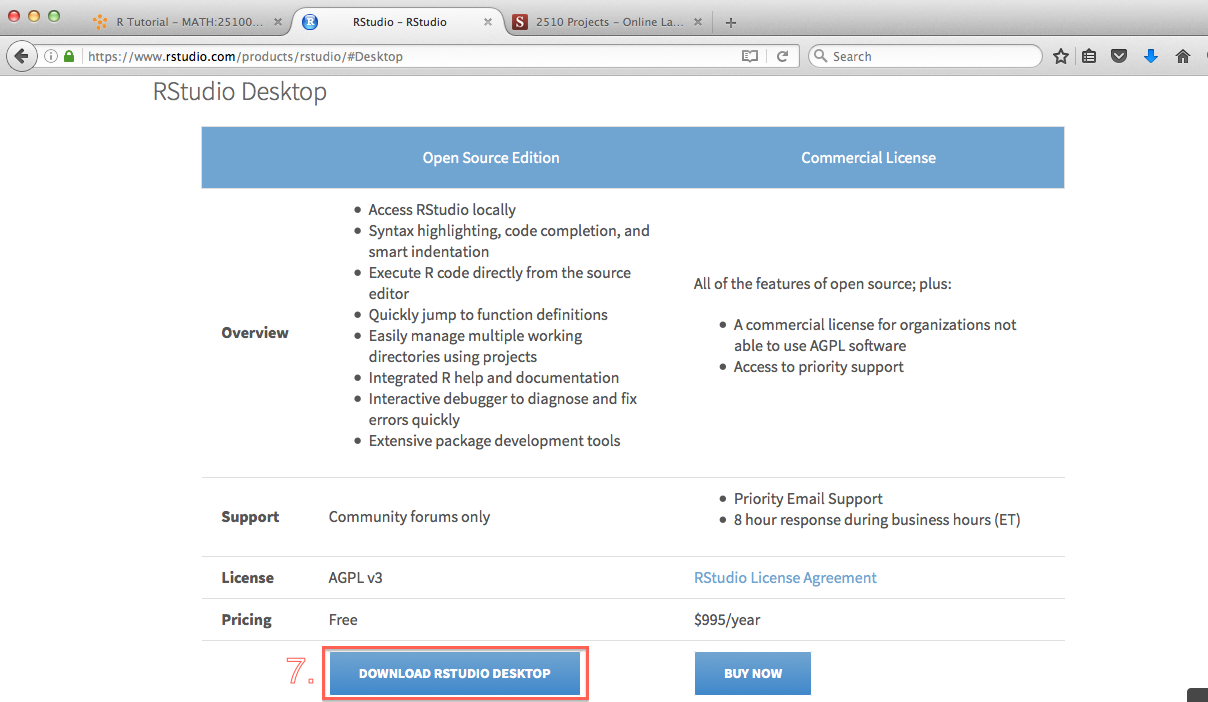 R Tutorial – MATH:25100...
RStudio – RStudio
S 2510 Projects – Online La...
https://www.rstudio.com/products/rstudio/#Desktop
Search
RStudio Desktop
Open Source Edition
Commercial License
Overview
Access RStudio locally
Syntax highlighting, code completion, and
smart indentation
Execute R code directly from the source
editor
Quickly jump to function definitions
Easily manage multiple working
directories using projects
Integrated R help and documentation
Interactive debugger to diagnose and fix
errors quickly
Extensive package development tools
All of the features of open source; plus:
A commercial license for organizations not
able to use AGPL software
Access to priority support
Support
Community forums only
Priority Email Support
8 hour response during business hours (ET)
License
AGPL v3
RStudio License Agreement
Pricing
Free
$995/year
7.
DOWNLOAD RSTUDIO DESKTOP
BUY NOW